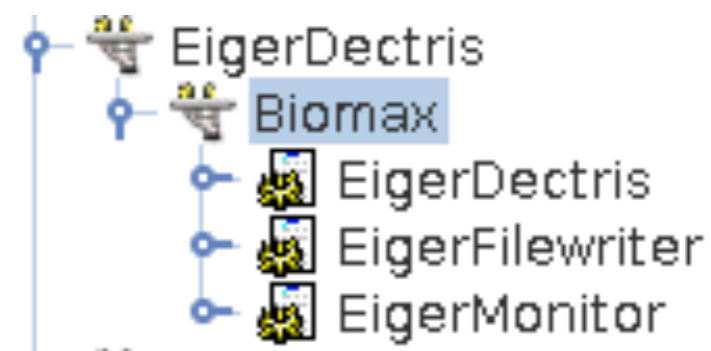 EigerDectris
Biomax
EigerDectris
EigerFilewriter
EigerMonitor